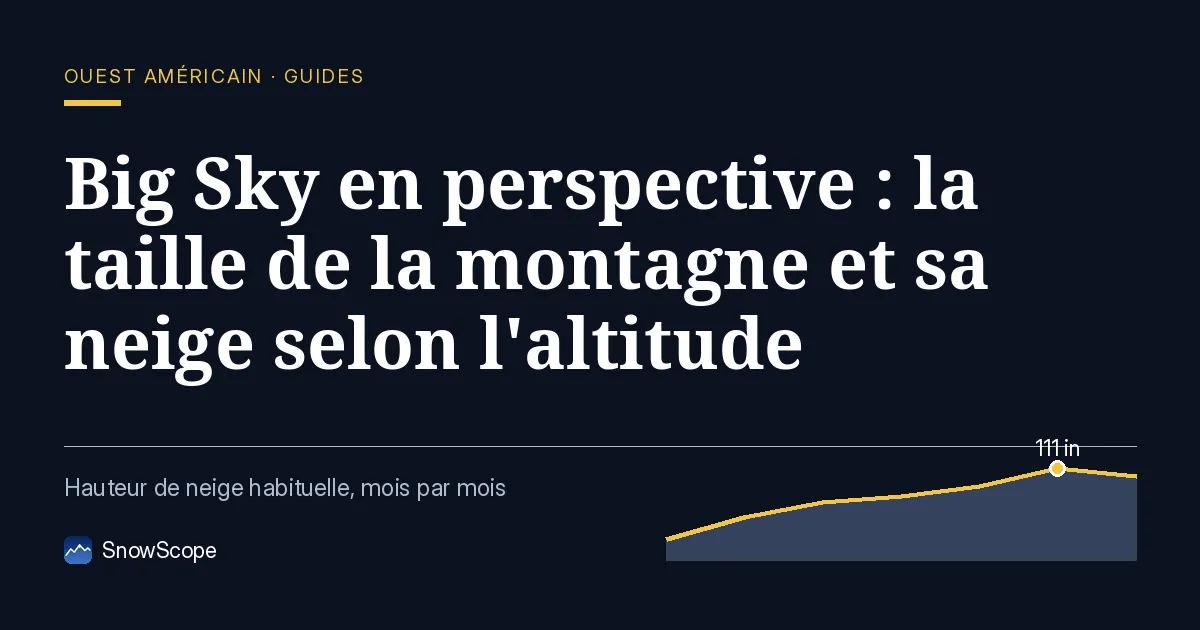 OUEST AMÉRICAIN · GUIDES
Big Sky en perspective : la
taille de la montagne et sa
neige selon l'altitude
111 in
Hauteur de neige habituelle, mois par mois
SnowScope